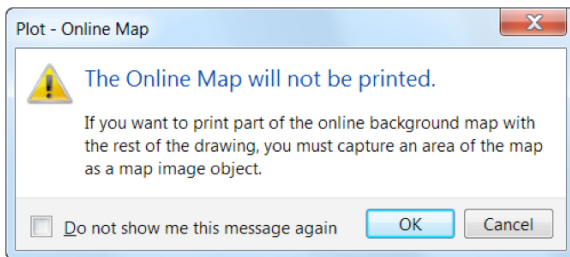 Plot - Online Map
The Online Map will not be printed.
If you want to print part of the online background map with
the rest of the drawing, you must capture an area of the map
as a map image object.
Do not show me this message again
OK
Cancel